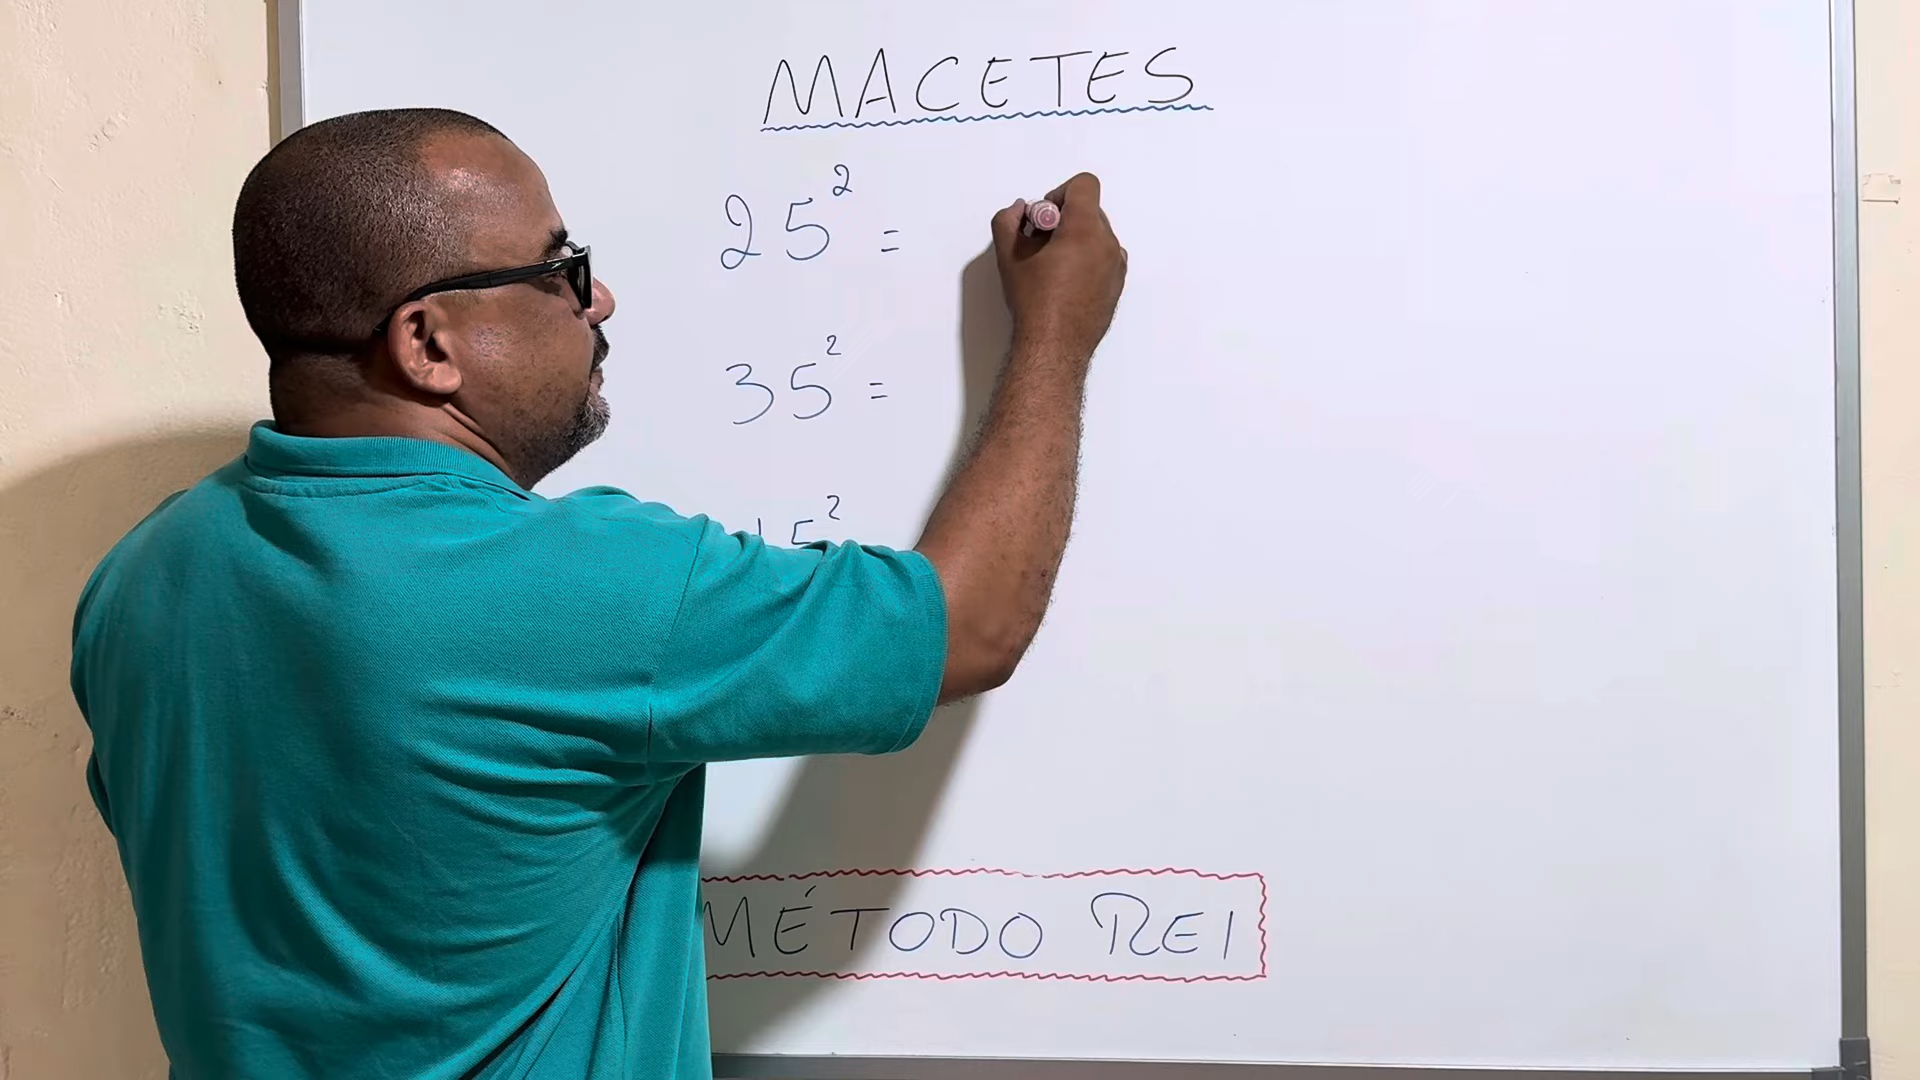 MACETES
25² =
35² =
5²
MÉTODO REI